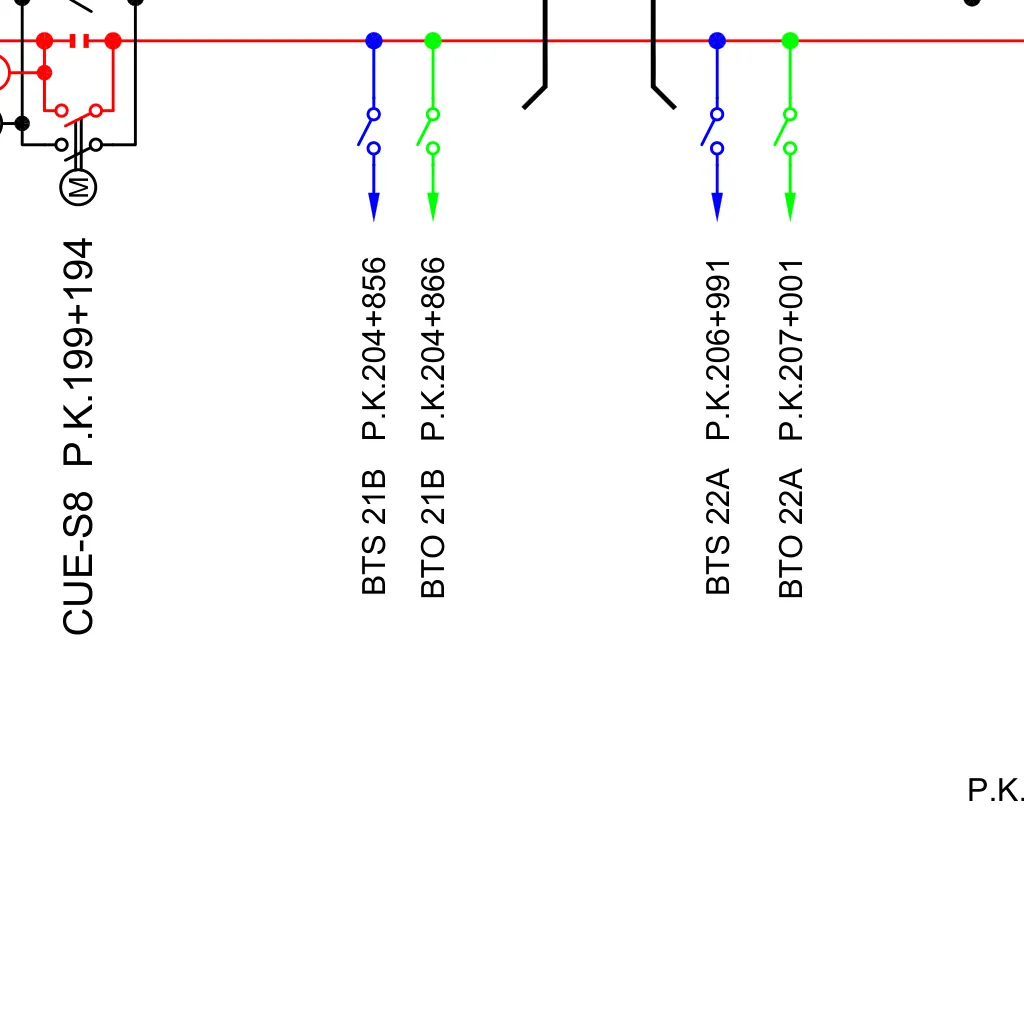 M
CUE-S8 P.K.199+194
BTS 21B P.K.204+856
BTO 21B P.K.204+866
BTS 22A P.K.206+991
BTO 22A P.K.207+001
P.K.